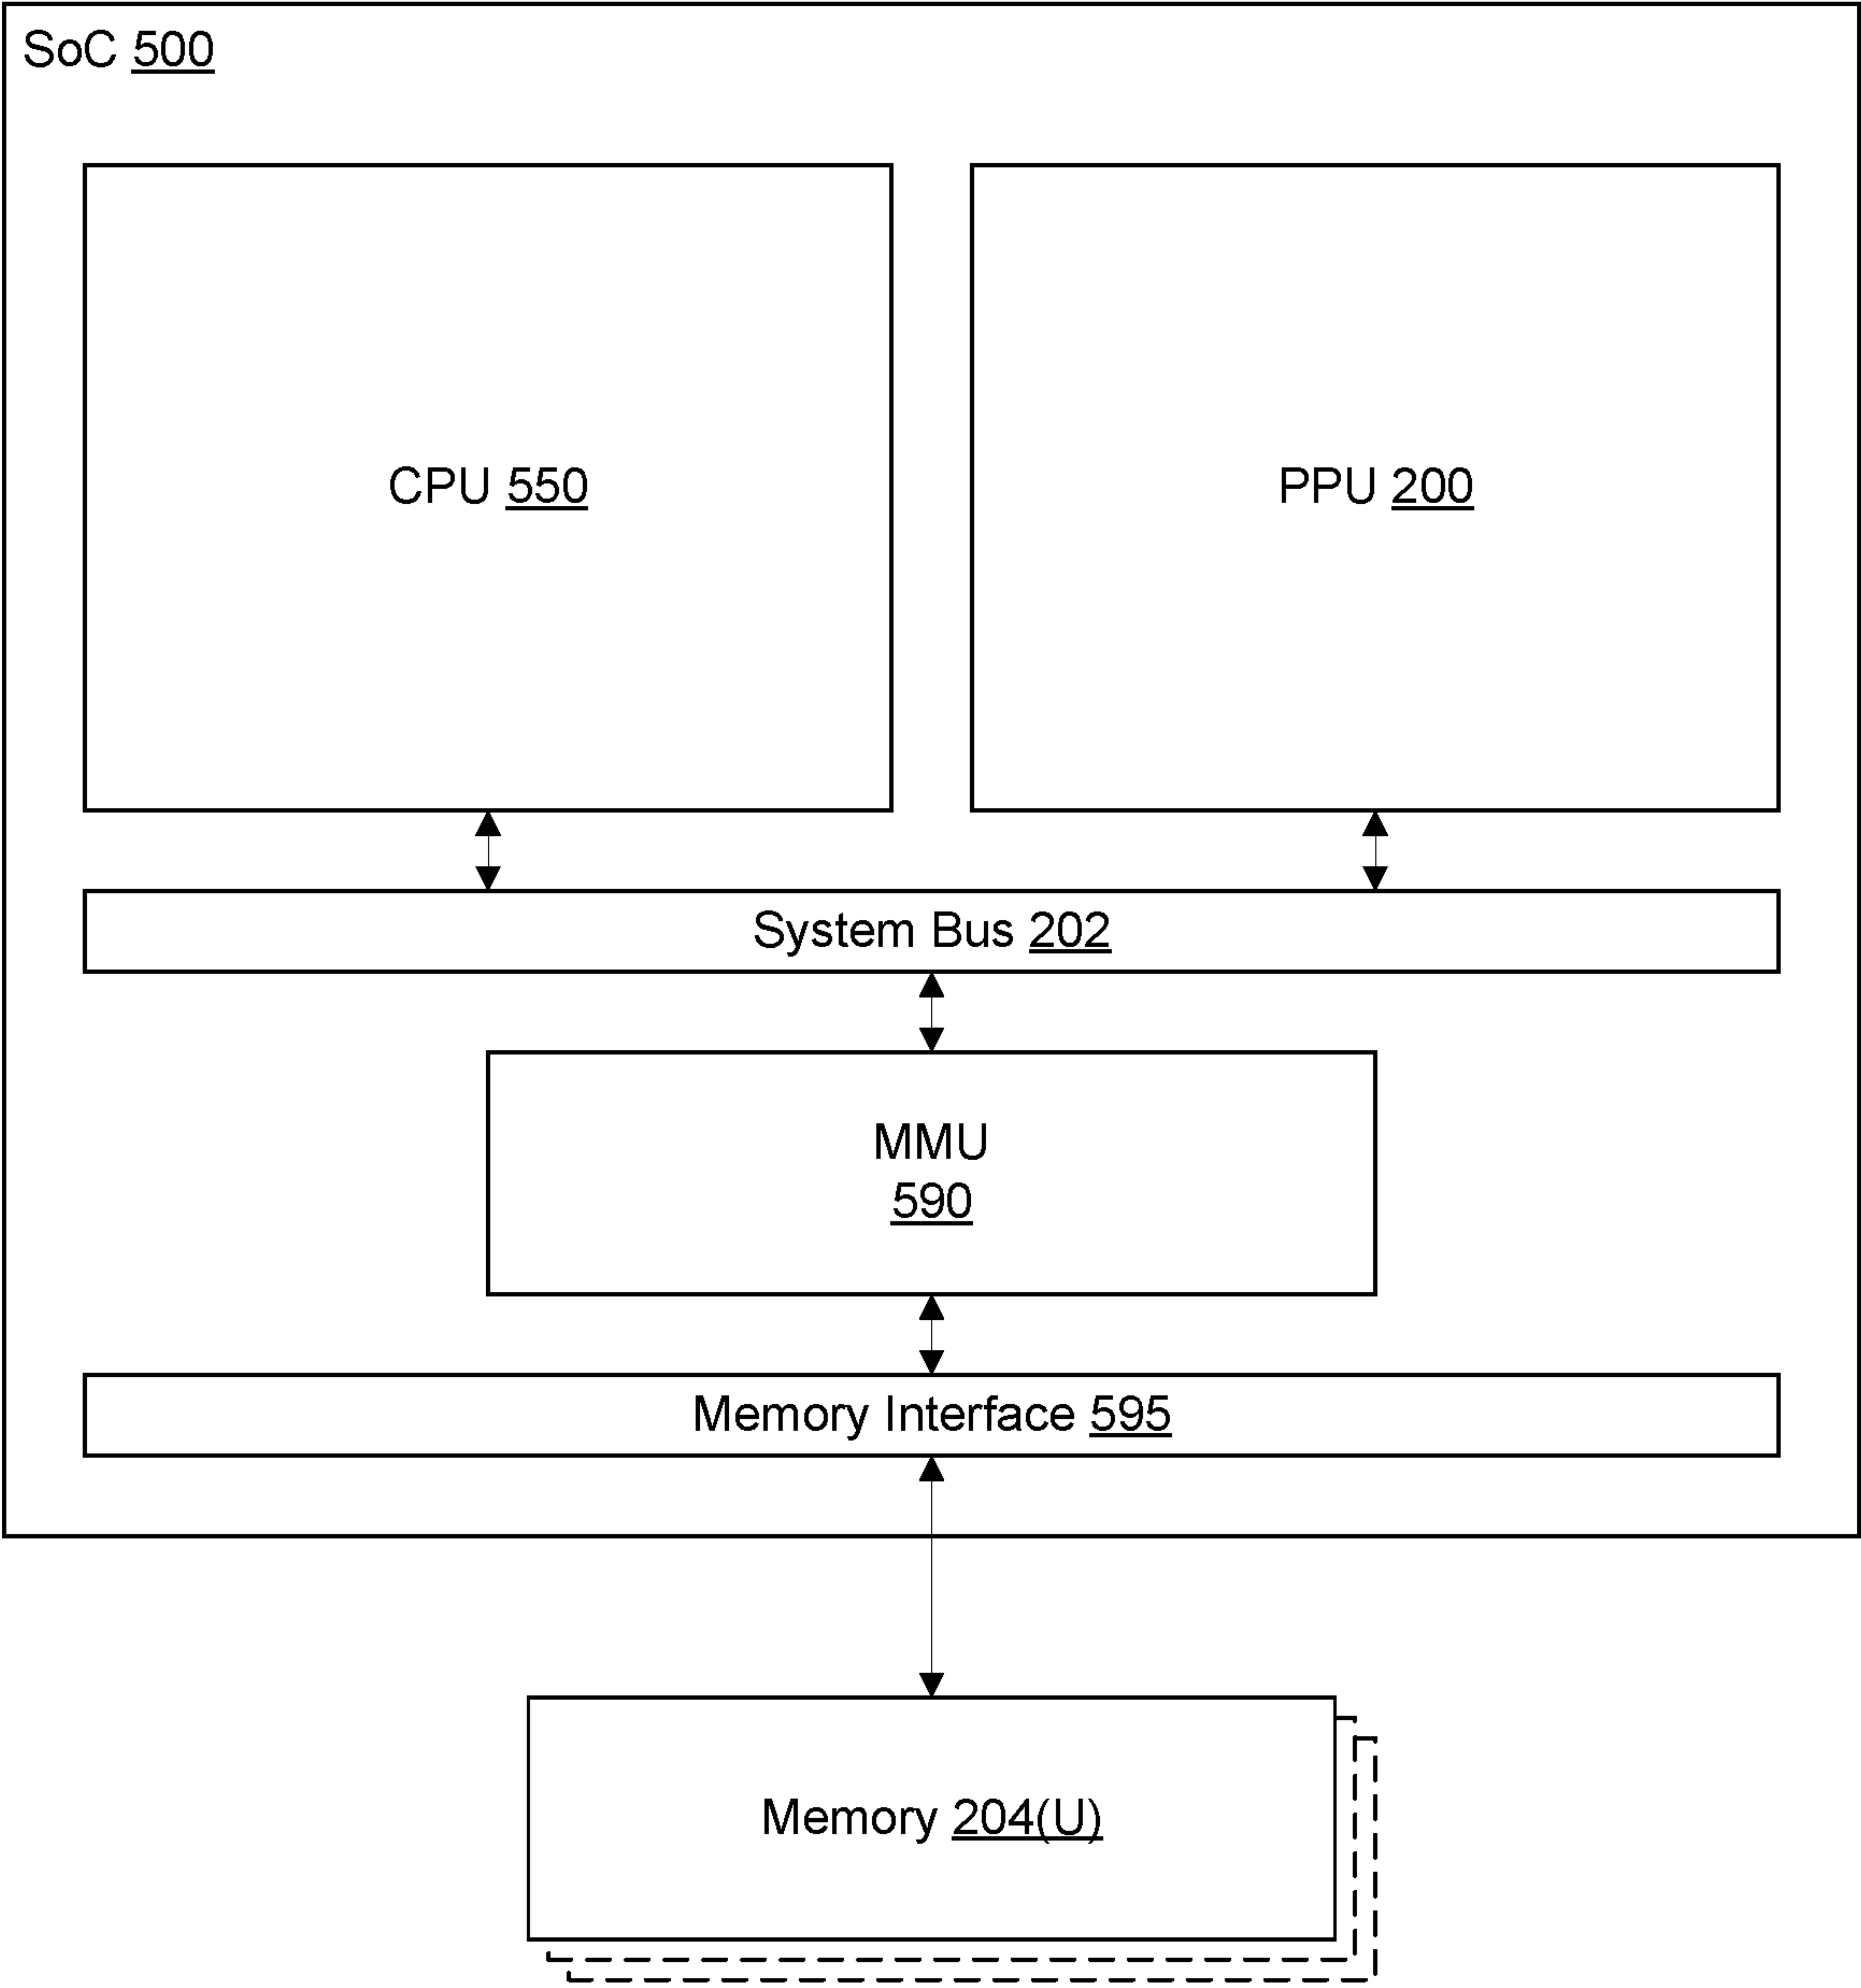 SoC 500
CPU 550
PPU 200
System Bus 202
MMU
590
Memory Interface 595
Memory 204(U)